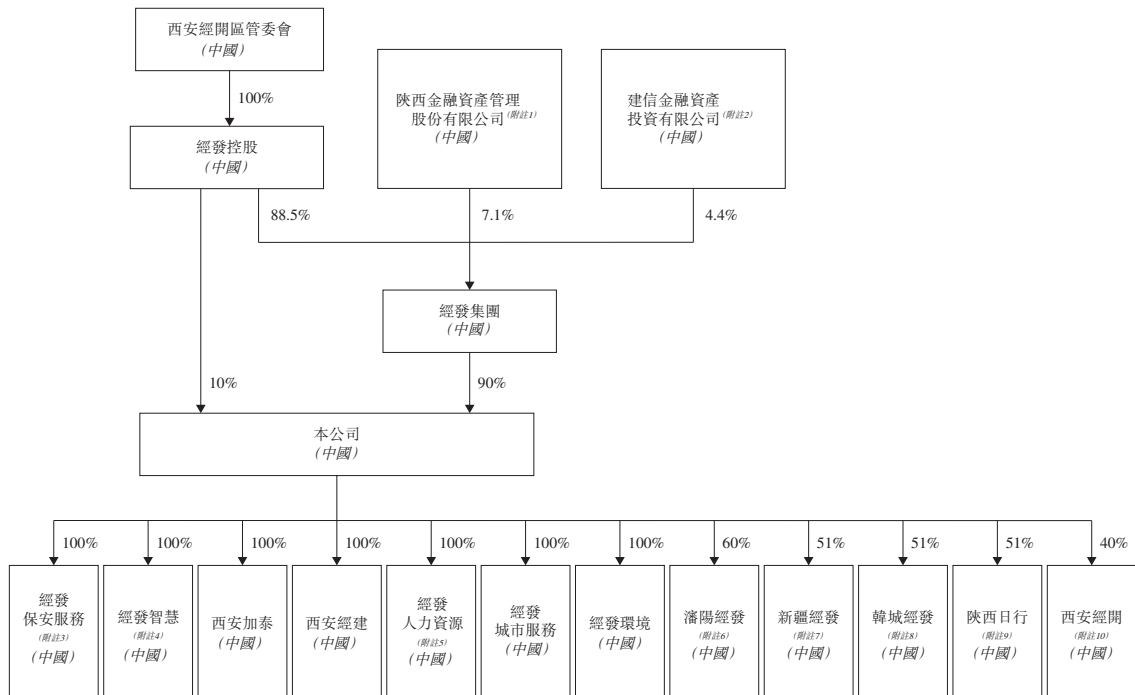 西安經開區管委會
(中國)
100%
陝西金融資產管理
股份有限公司(附註1)
(中國)
建信金融資產
投資有限公司(附註2)
(中國)
經發控股
(中國)
88.5%
7.1%
4.4%
經發集團
(中國)
10%
90%
本公司
(中國)
100%
100%
100%
100%
100%
100%
100%
60%
51%
51%
51%
40%
經發
保安服務
(附註3)
(中國)
經發智慧
(附註4)
(中國)
西安加泰
(中國)
西安經建
(中國)
經發
人力資源
(附註5)
(中國)
經發
城市服務
(中國)
經發環境
(中國)
瀋陽經發
(附註6)
(中國)
新疆經發
(附註7)
(中國)
韓城經發
(附註8)
(中國)
陝西日行
(附註9)
(中國)
西安經開
(附註10)
(中國)